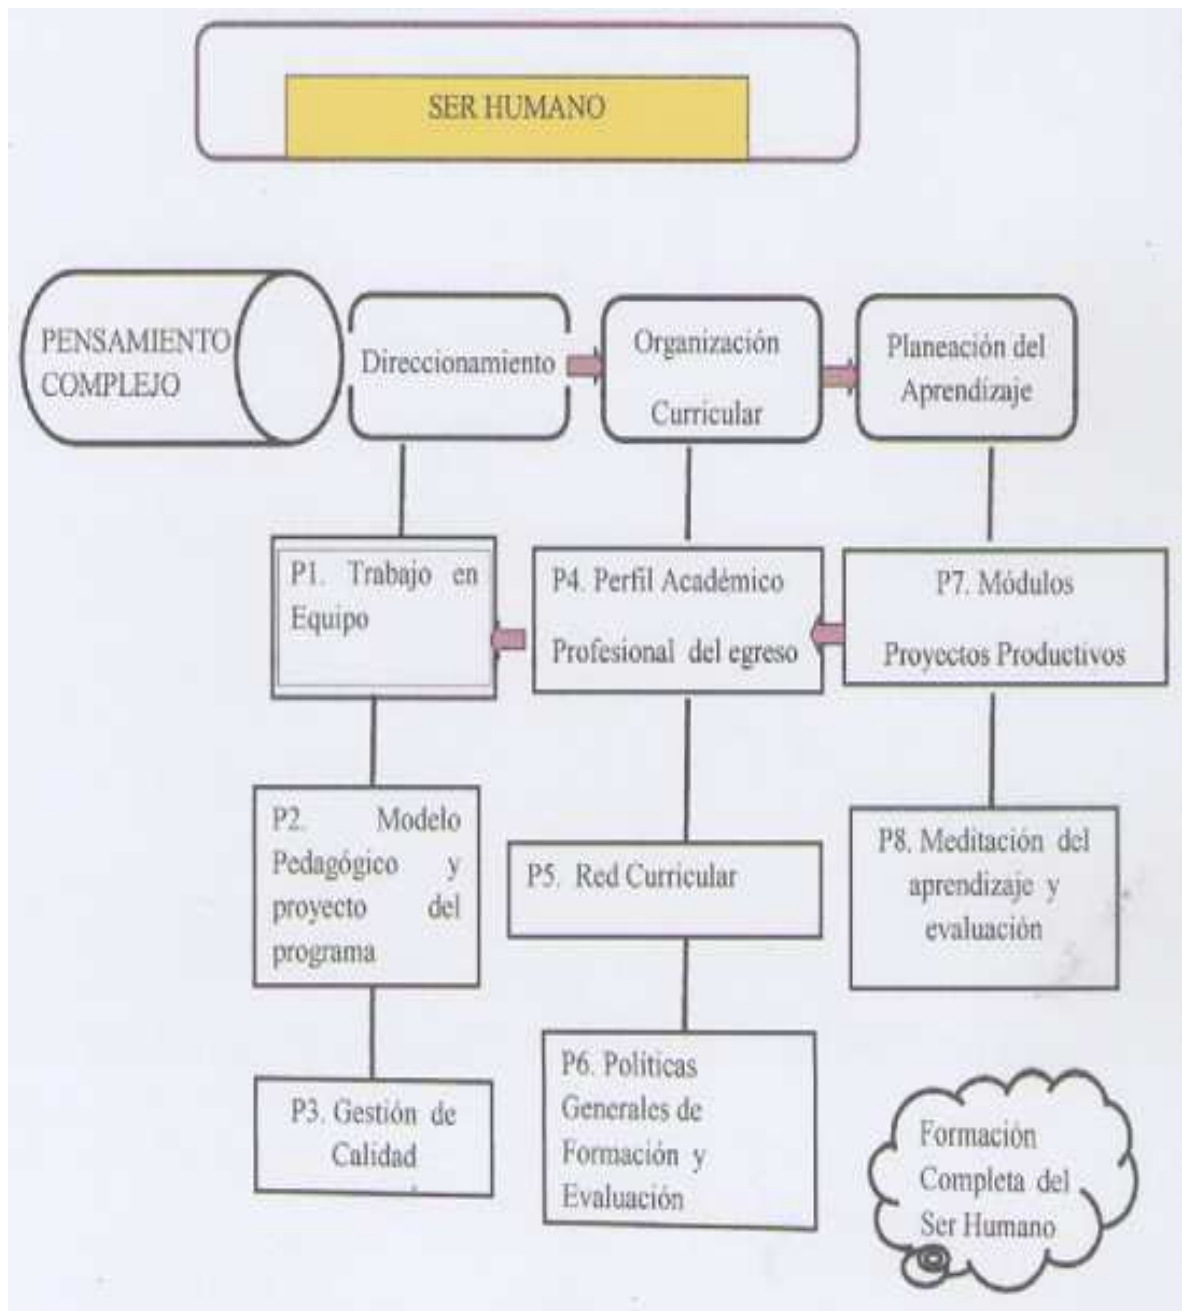 SER HUMANO
PENSAMIENTO
COMPLEJO
Direccionamiento
Organización
Curricular
Planeación del
Aprendizaje
P1. Trabajo en
Equipo
P4. Perfil Académico
Profesional del egreso
P7. Módulos
Proyectos Productivos
P2. Modelo
Pedagógico y
proyecto del
programa
P5. Red Curricular
P8. Meditación del
aprendizaje y
evaluación
P3. Gestión de
Calidad
P6. Políticas
Generales de
Formación y
Evaluación
Formación
Completa del
Ser Humano